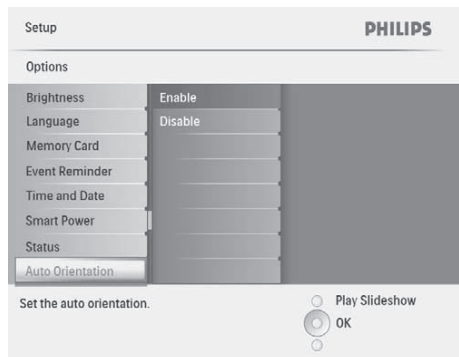 Setup
PHILIPS
Options
Brightness
Enable
Language
Disable
Memory Card
Event Reminder
Time and Date
Smart Power
Status
Auto Orientation
Set the auto orientation.
Play Slideshow
OK